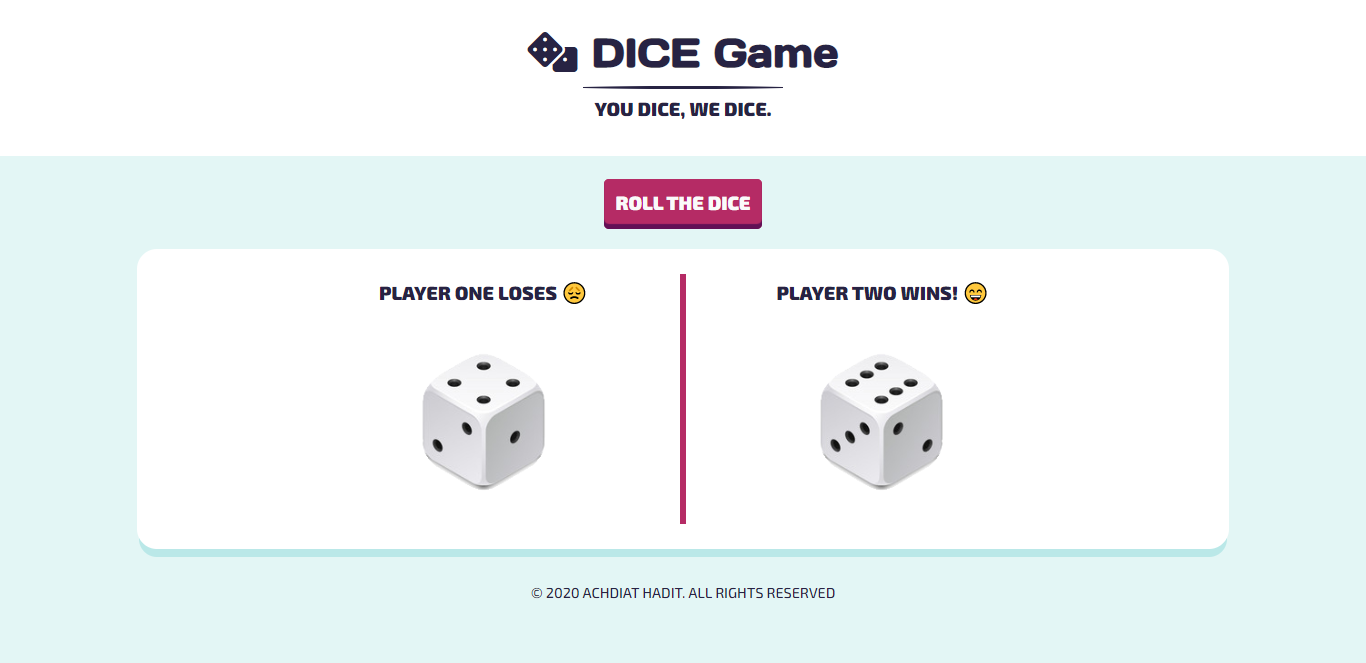 DICE Game
YOU DICE, WE DICE.
ROLL THE DICE
PLAYER ONE LOSES 😞
PLAYER TWO WINS! 😄
© 2020 ACHDIAT HADIT. ALL RIGHTS RESERVED